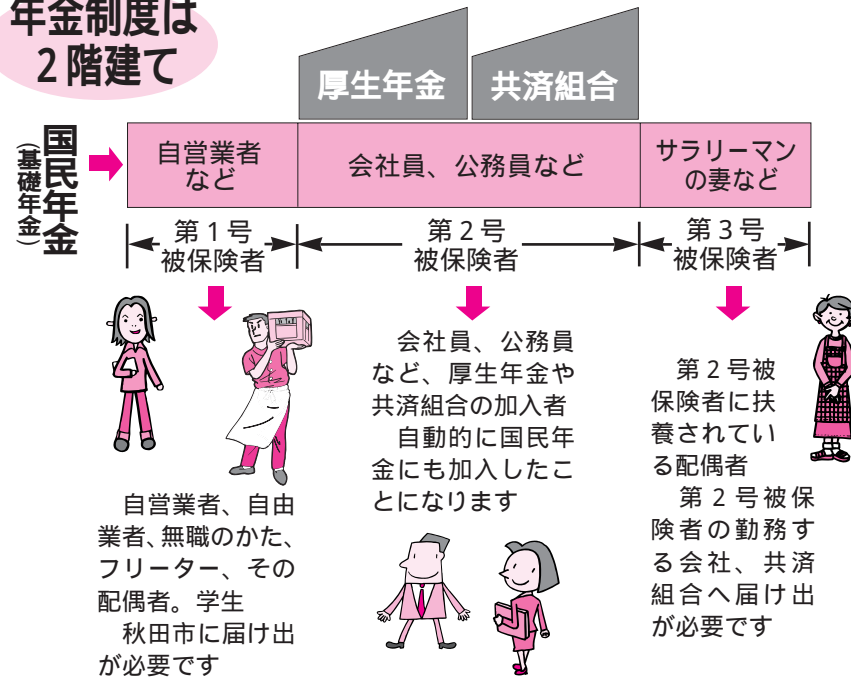 年金制度は
2階建て
厚生年金
共済組合
国民年金
（基礎年金）
自営業者
など
会社員、公務員など
サラリーマン
の妻など
第1号
被保険者
第2号
被保険者
第3号
被保険者
自営業者、自由
業者、無職のかた、
フリーター、その
配偶者。学生
秋田市に届け出
が必要です
会社員、公務員
など、厚生年金や
共済組合の加入者
自動的に国民年
金にも加入したこ
とになります
第2号被
保険者に扶
養されてい
る配偶者
第2号被保
険者の勤務す
る会社、共済
組合へ届け出
が必要です